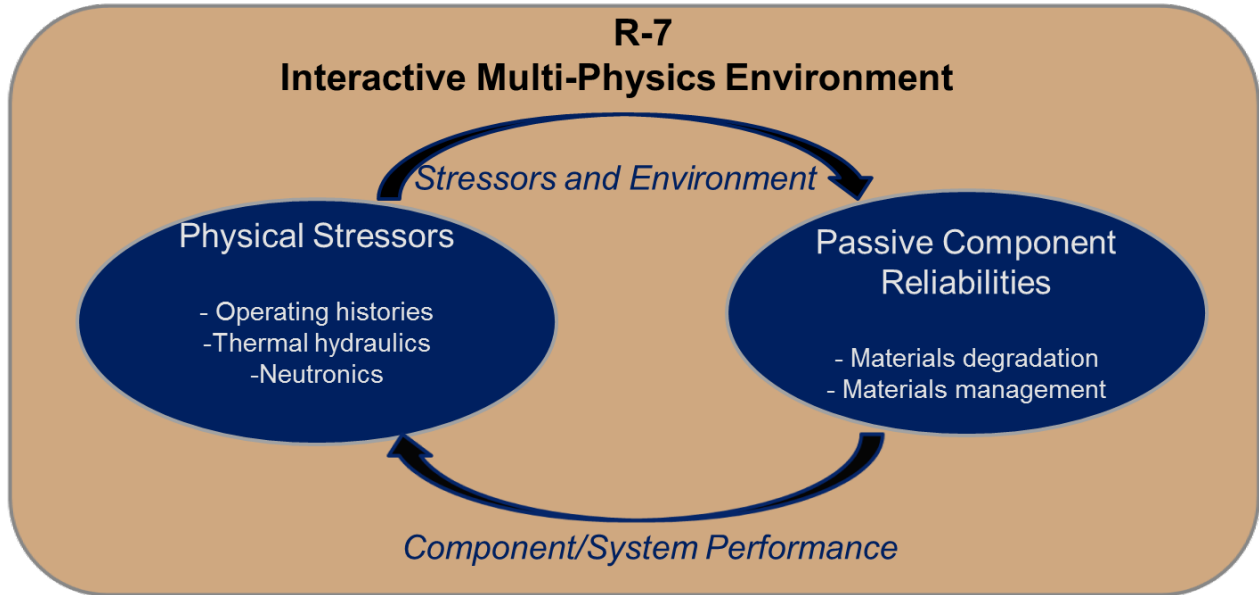 R-7
Interactive Multi-Physics Environment
Stressors and Environment
Physical Stressors
- Operating histories
-Thermal hydraulics
-Neutronics
Passive Component
Reliabilities
- Materials degradation
- Materials management
Component/System Performance